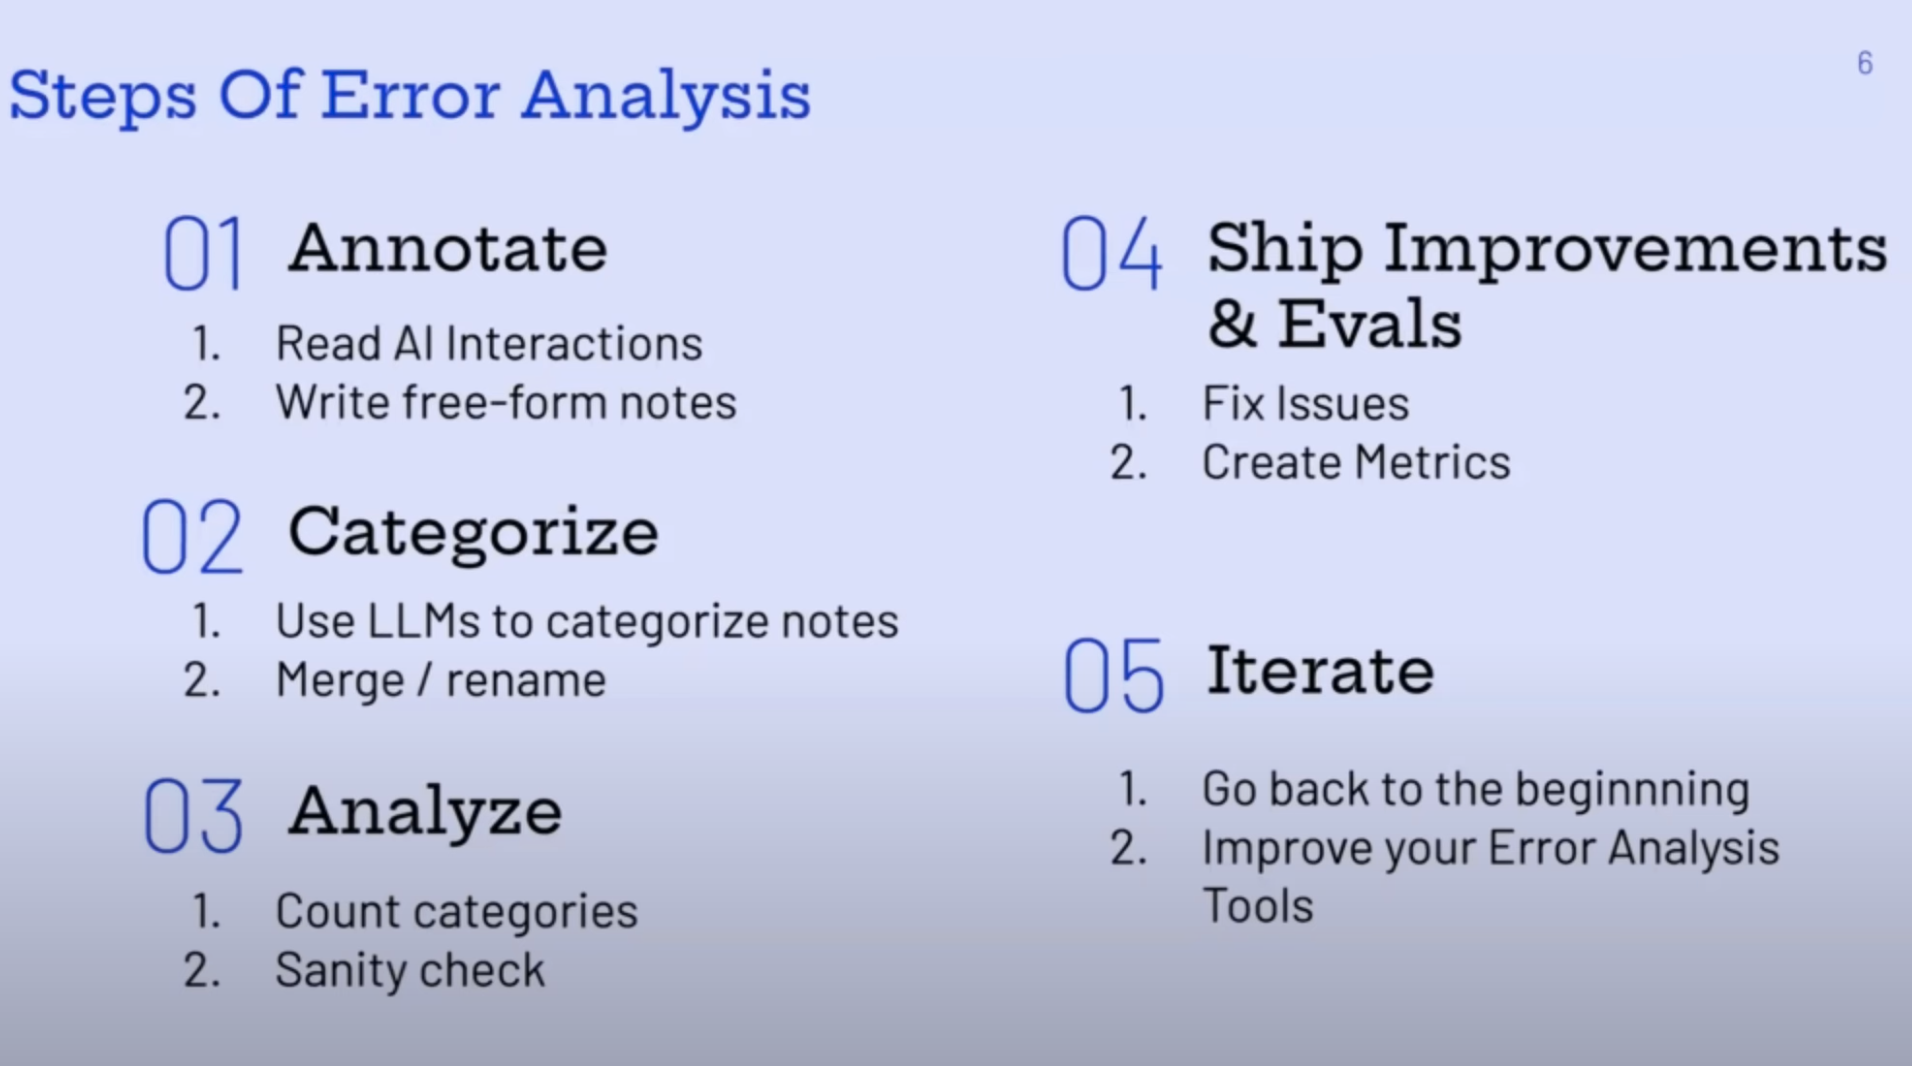 Steps Of Error Analysis
6
01 Annotate
1. Read AI Interactions
2. Write free-form notes
02 Categorize
1. Use LLMs to categorize notes
2. Merge / rename
03 Analyze
1. Count categories
2. Sanity check
04 Ship Improvements
& Evals
1. Fix Issues
2. Create Metrics
05 Iterate
1. Go back to the beginnning
2. Improve your Error Analysis
Tools